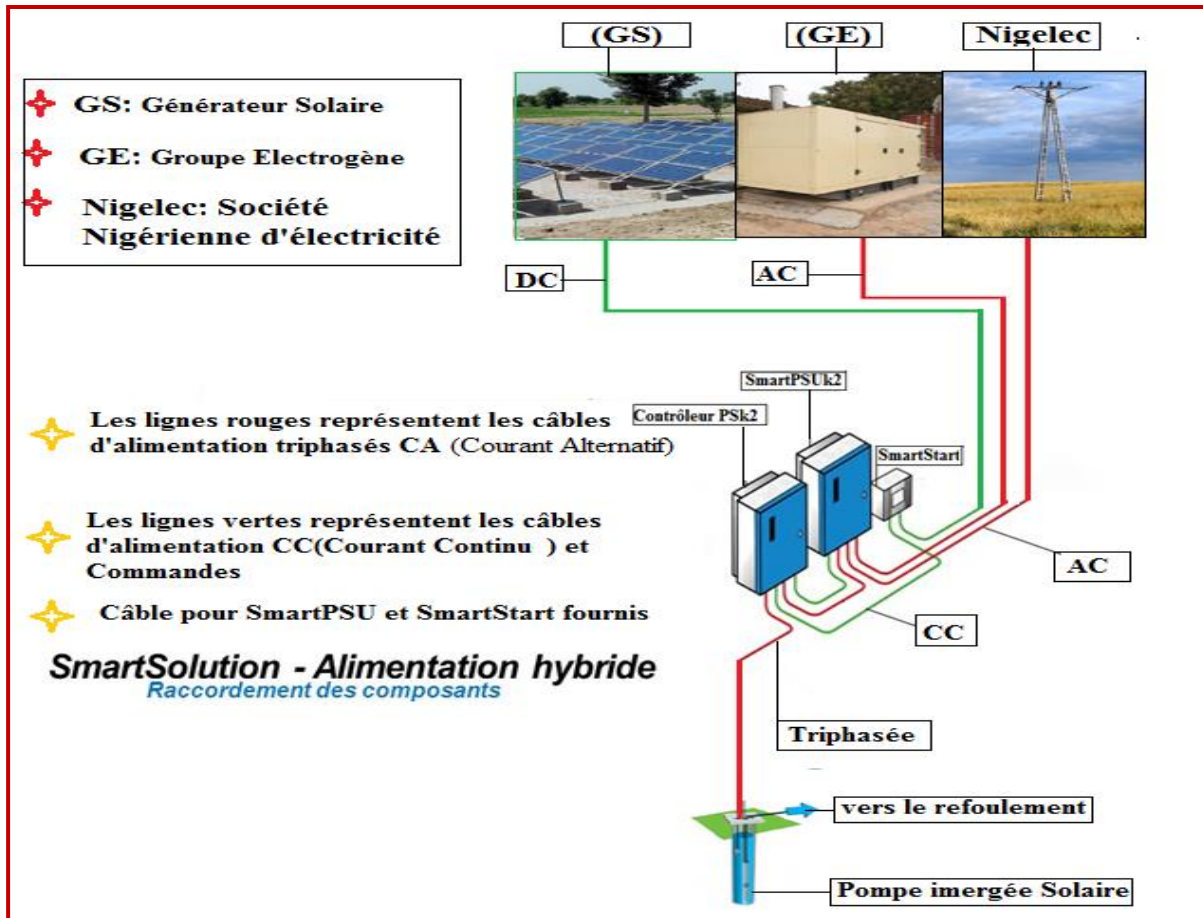 (GS)
(GE)
Nigelec
GS: Générateur Solaire
GE: Groupe Electrogène
Nigelec: Société
Nigérienne d'électricité
DC
AC
SmartPSUk2
Contrôleur PSk2
SmartStart
Les lignes rouges représentent les câbles
d'alimentation triphasés CA (Courant Alternatif)
Les lignes vertes représentent les câbles
d'alimentation CC(Courant Continu ) et
Commandes
AC
Câble pour SmartPSU et SmartStart fournis
CC
SmartSolution - Alimentation hybride
Raccordement des composants
Triphasée
vers le refoulement
Pompe imergée Solaire